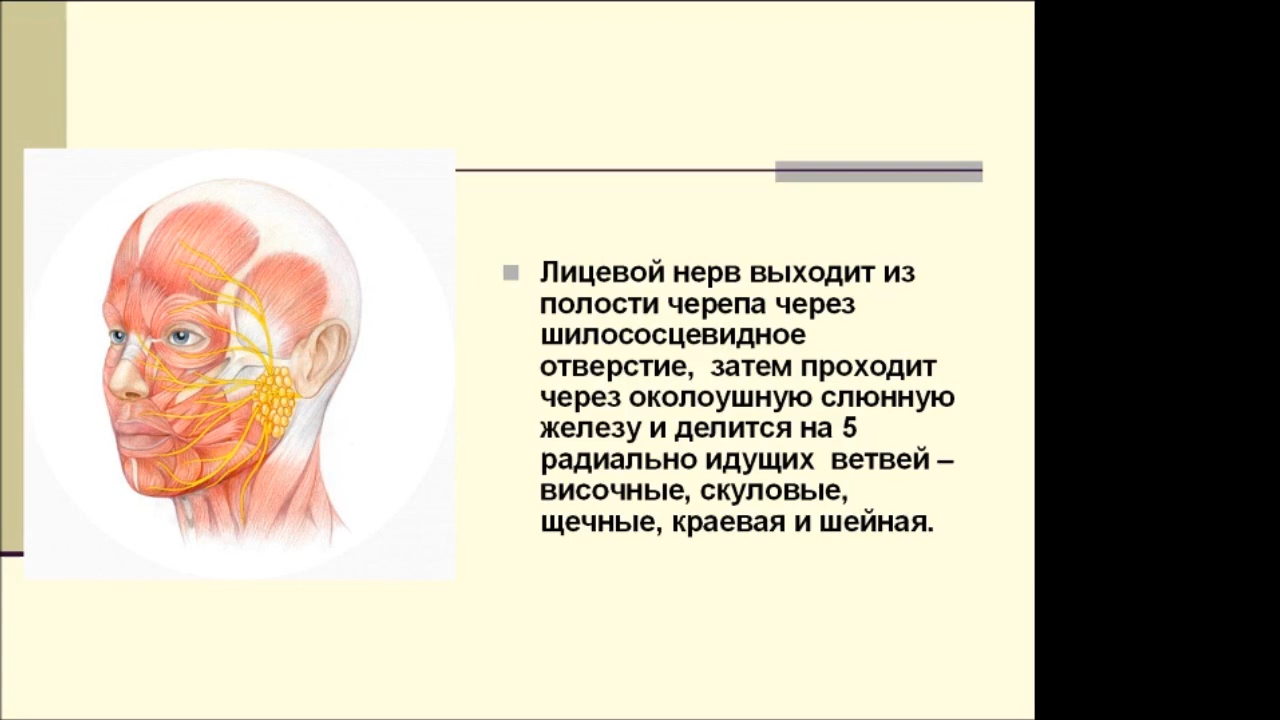 Лицевой нерв выходит из
полости черепа через
шилососцевидное
отверстие,  затем проходит
через околоушную слюнную
железу и делится на 5
радиально идущих  ветвей –
височные, скуловые,
щечные, краевая и шейная.